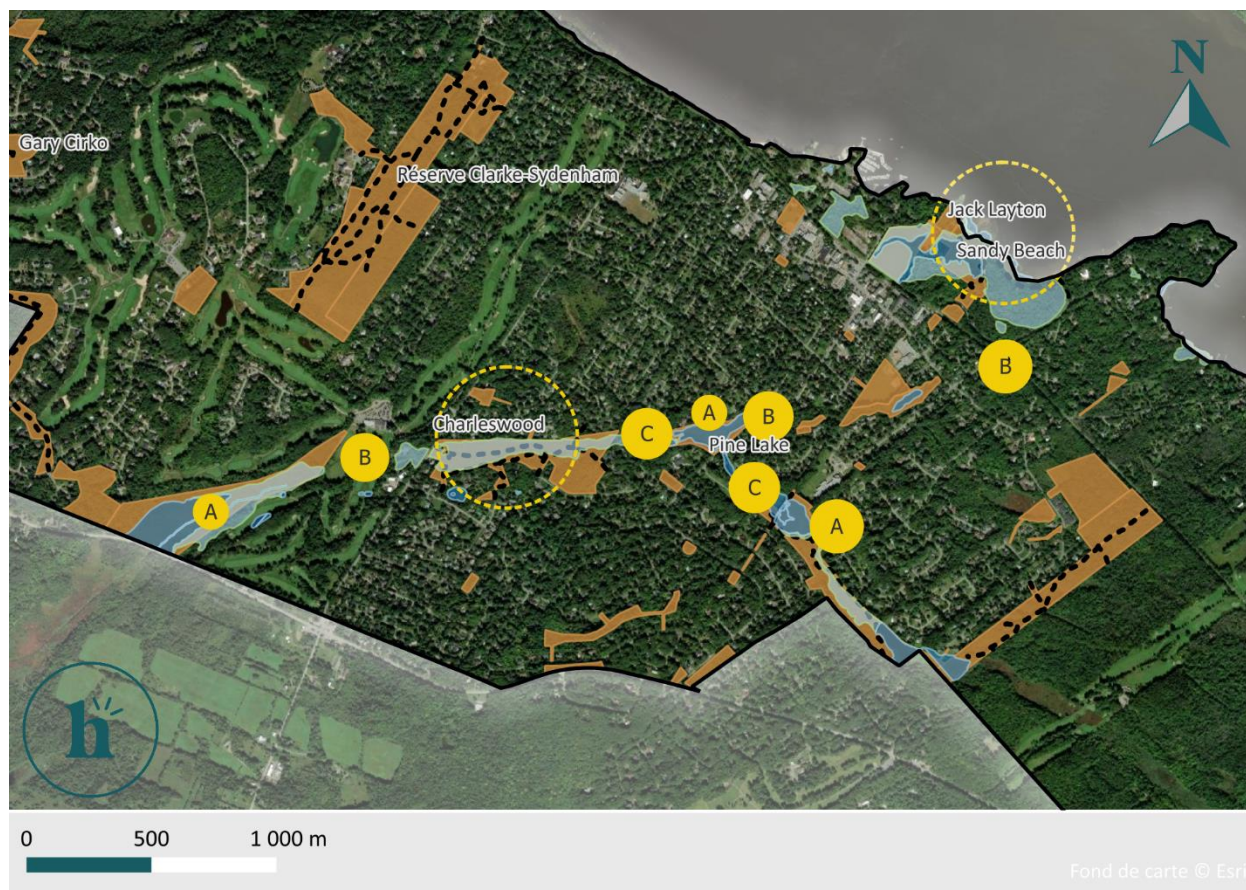 N
Gary Cirko
Réserve Clarke-Sydenham
Jack Layton
Sandy Beach
B
Charleswood
C
A
B
Pine Lake
B
C
A
A
h
0 500 1 000 m
Fond de carte © Esri